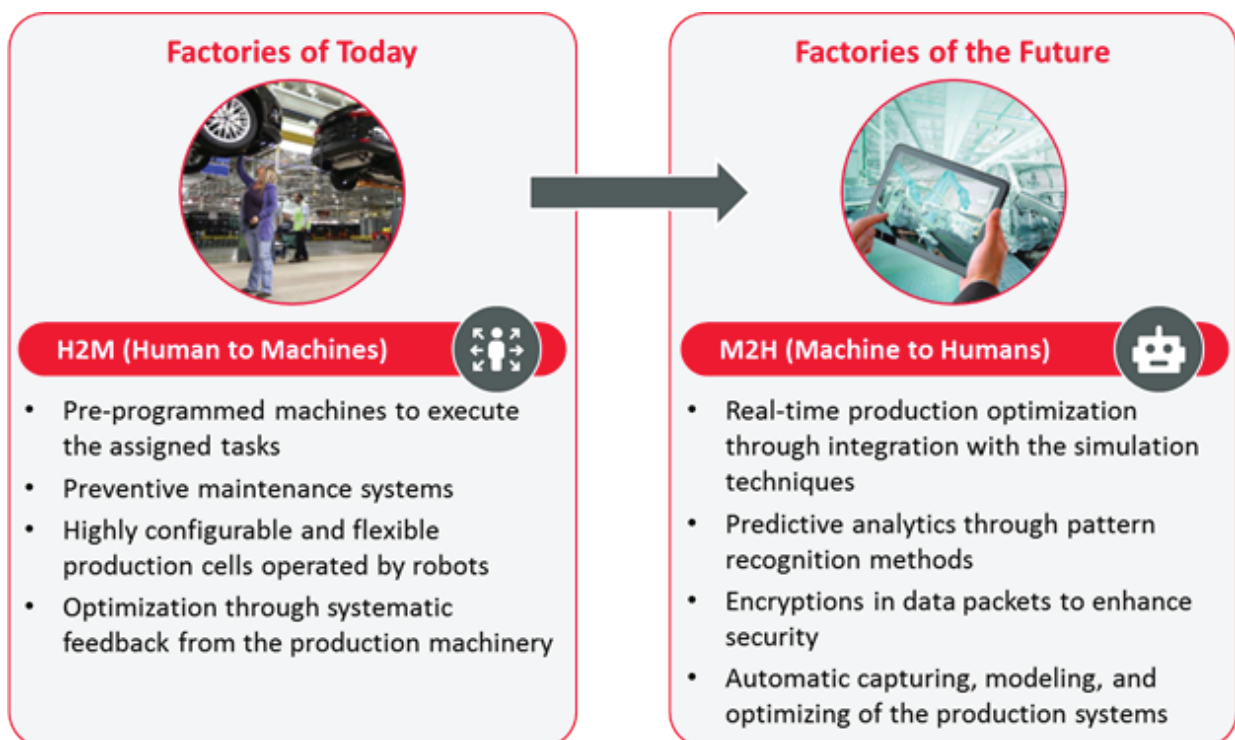 Factories of Today
H2M (Human to Machines)
• Pre-programmed machines to execute
the assigned tasks
• Preventive maintenance systems
• Highly configurable and flexible
production cells operated by robots
• Optimization through systematic
feedback from the production machinery
Factories of the Future
M2H (Machine to Humans)
• Real-time production optimization
through integration with the simulation
techniques
• Predictive analytics through pattern
recognition methods
• Encryptions in data packets to enhance
security
• Automatic capturing, modeling, and
optimizing of the production systems